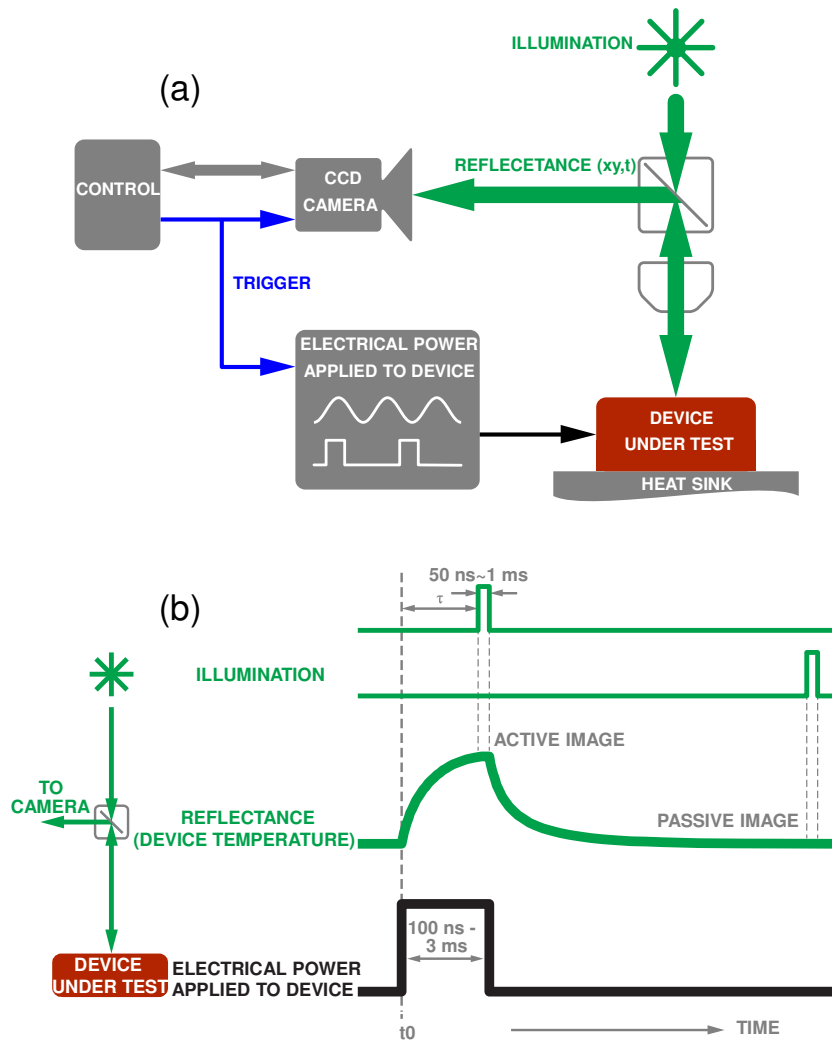 ILLUMINATION
(a)
REFLECETANCE (xy,t)
CONTROL
CCD
CAMERA
TRIGGER
ELECTRICAL POWER
APPLIED TO DEVICE
DEVICE
UNDER TEST
HEAT SINK
(b)
50 ns~1 ms
τ
ILLUMINATION
ACTIVE IMAGE
TO
CAMERA
REFLECTANCE
(DEVICE TEMPERATURE)
PASSIVE IMAGE
100 ns -
3 ms
DEVICE
UNDER TEST
ELECTRICAL POWER
APPLIED TO DEVICE
t0
TIME